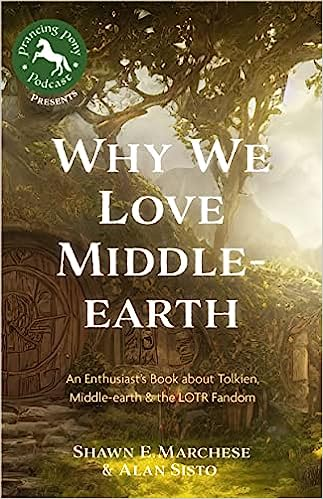 Prancing Pony
Podcast
PRESENTS
WHY WE
LOVE
MIDDLE-
EARTH
An Enthusiast's Book about Tolkien,
Middle-earth & the LOTR Fandom
SHAWN E. MARCHESE
& ALAN SISTO